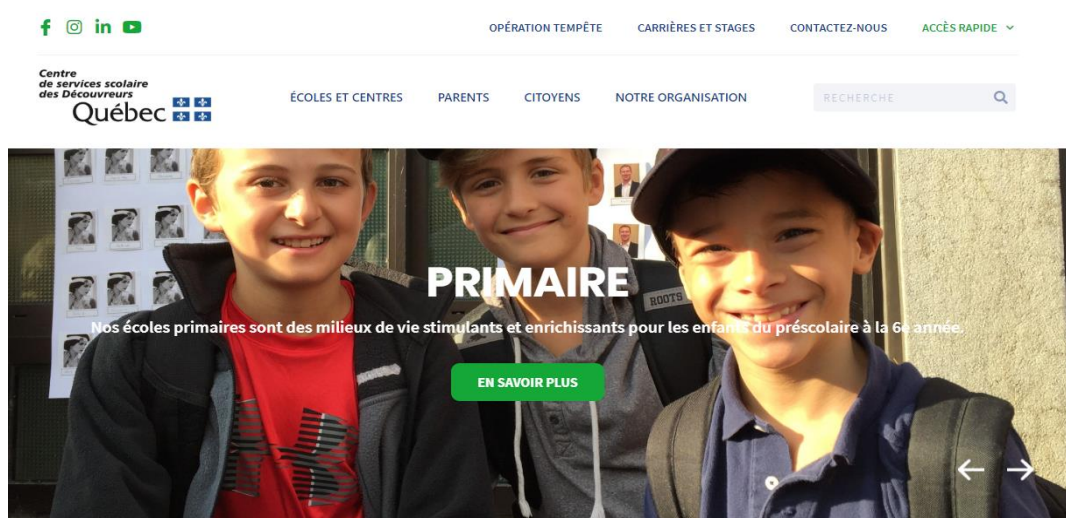 OPÉRATION TEMPÊTE CARRIÈRES ET STAGES CONTACTEZ-NOUS ACCÈS RAPIDE
Centre
de services scolaire
des Découvreurs
Québec
ÉCOLES ET CENTRES PARENTS CITOYENS NOTRE ORGANISATION RECHERCHE
PRIMAIRE
ROOTS
Nos écoles primaires sont des milieux de vie stimulants et enrichissants pour les enfants du préscolaire à la 6e année.
EN SAVOIR PLUS